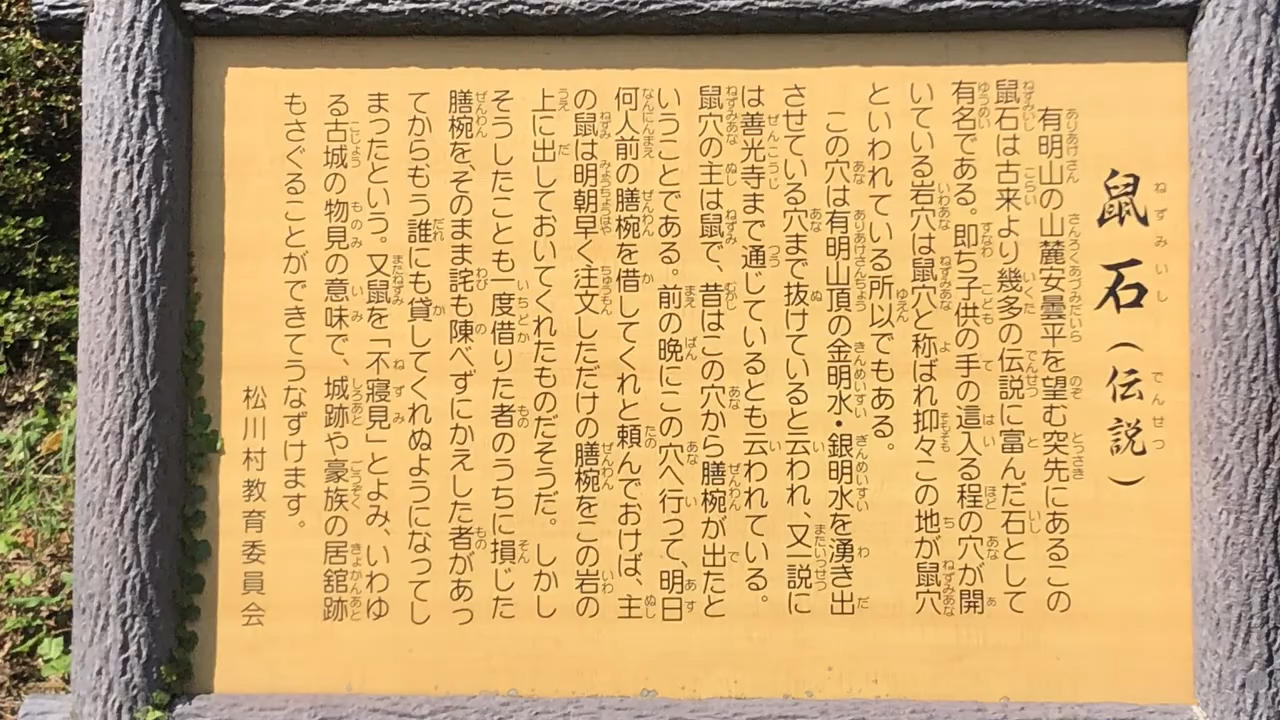 鼠石(伝説)
有明山の山麓安曇平を望む突先にあるこの
鼠石は古来より幾多の伝説に富んだ石として
有名である。即ち子供の手の這入る程の穴が開
いている岩穴は鼠穴と称ばれ抑々この地が鼠穴
といわれている所以でもある。
この穴は有明山頂の金明水・銀明水を湧き出
させている穴まで抜けていると云われ、又一説に
は善光寺まで通じているとも云われている。
鼠穴の主は鼠で、昔はこの穴から膳椀が出たと
いうことである。前の晩にこの穴へ行って、明日
何人前の膳椀を借してくれと頼んでおけば、主
の鼠は明朝早く注文しただけの膳椀をこの岩の
上に出しておいてくれたものだそうだ。しかし
そうしたことも一度借りた者のうちに損じた
膳椀を、そのまま詫も陳べずにかえした者があっ
てから、もう誰にも貸してくれぬようになってし
まったという。又鼠を「不寝見」とよみ、いわゆ
る古城の物見の意味で、城跡や豪族の居舘跡
もさぐることができてうなずけます。
松川村教育委員会